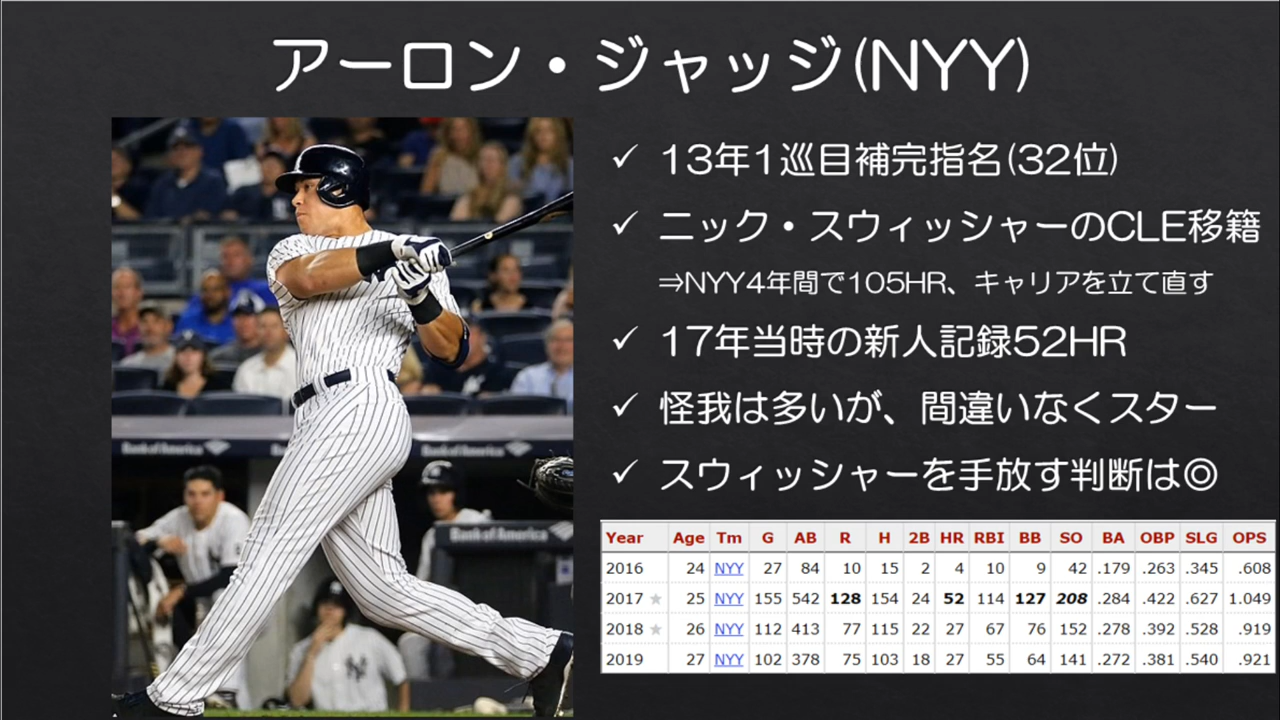 アーロン・ジャッジ(NYY)
✓ 13年1巡目補完指名(32位)
✓ ニック・スウィッシャーのCLE移籍
⇒NYY4年間で105HR、キャリアを立て直す
✓ 17年当時の新人記録52HR
✓ 怪我は多いが、間違いなくスター
✓ スウィッシャーを手放す判断は◎
Year Age Tm G AB R H 2B HR RBI BB SO BA OBP SLG OPS
2016 24 NYY 27 84 10 15 2 4 10 9 42 .179 .263 .345 .608
2017 ★ 25 NYY 155 542 128 154 24 52 114 127 208 .284 .422 .627 1.049
2018 ★ 26 NYY 112 413 77 115 22 27 67 76 152 .278 .392 .528 .919
2019 27 NYY 102 378 75 103 18 27 55 64 141 .272 .381 .540 .921
Bank of America
Bank of America
Bank of America